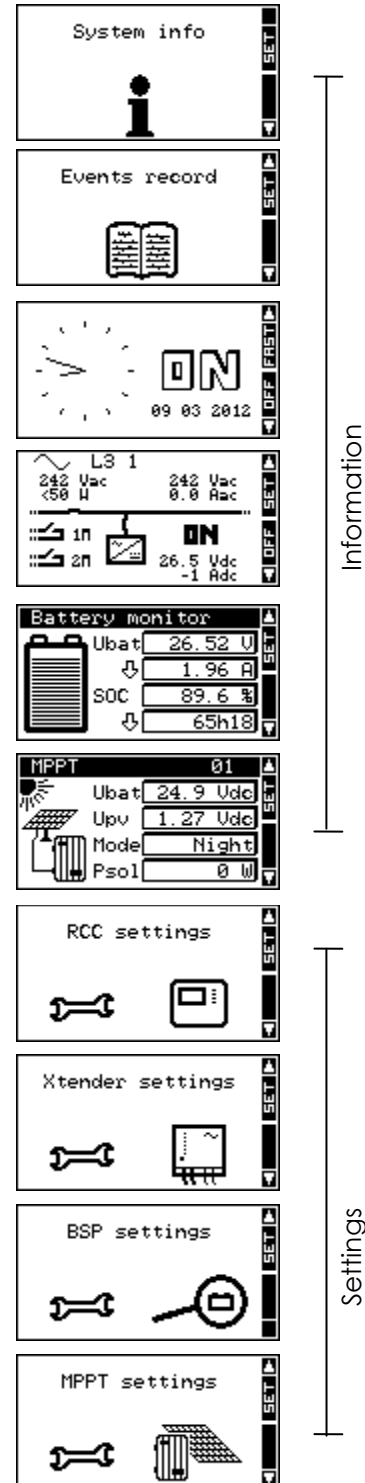 System info
SET
Events record
SET
ON
09 03 2012
FAST
OFF
L3 1
242 Vac 242 Vac
<50 W 0.0 Aac
1
2
ON
26.5 Vdc
-1 Adc
SET
OFF
Battery monitor
Ubat 26.52 V
1.96 A
SOC 89.6 %
65h18
SET
MPPT 01
Ubat 24.9 Vdc
Upv 1.27 Vdc
Mode Night
Psol 0 W
SET
Information
RCC settings
SET
Xtender settings
SET
BSP settings
SET
MPPT settings
SET
Settings